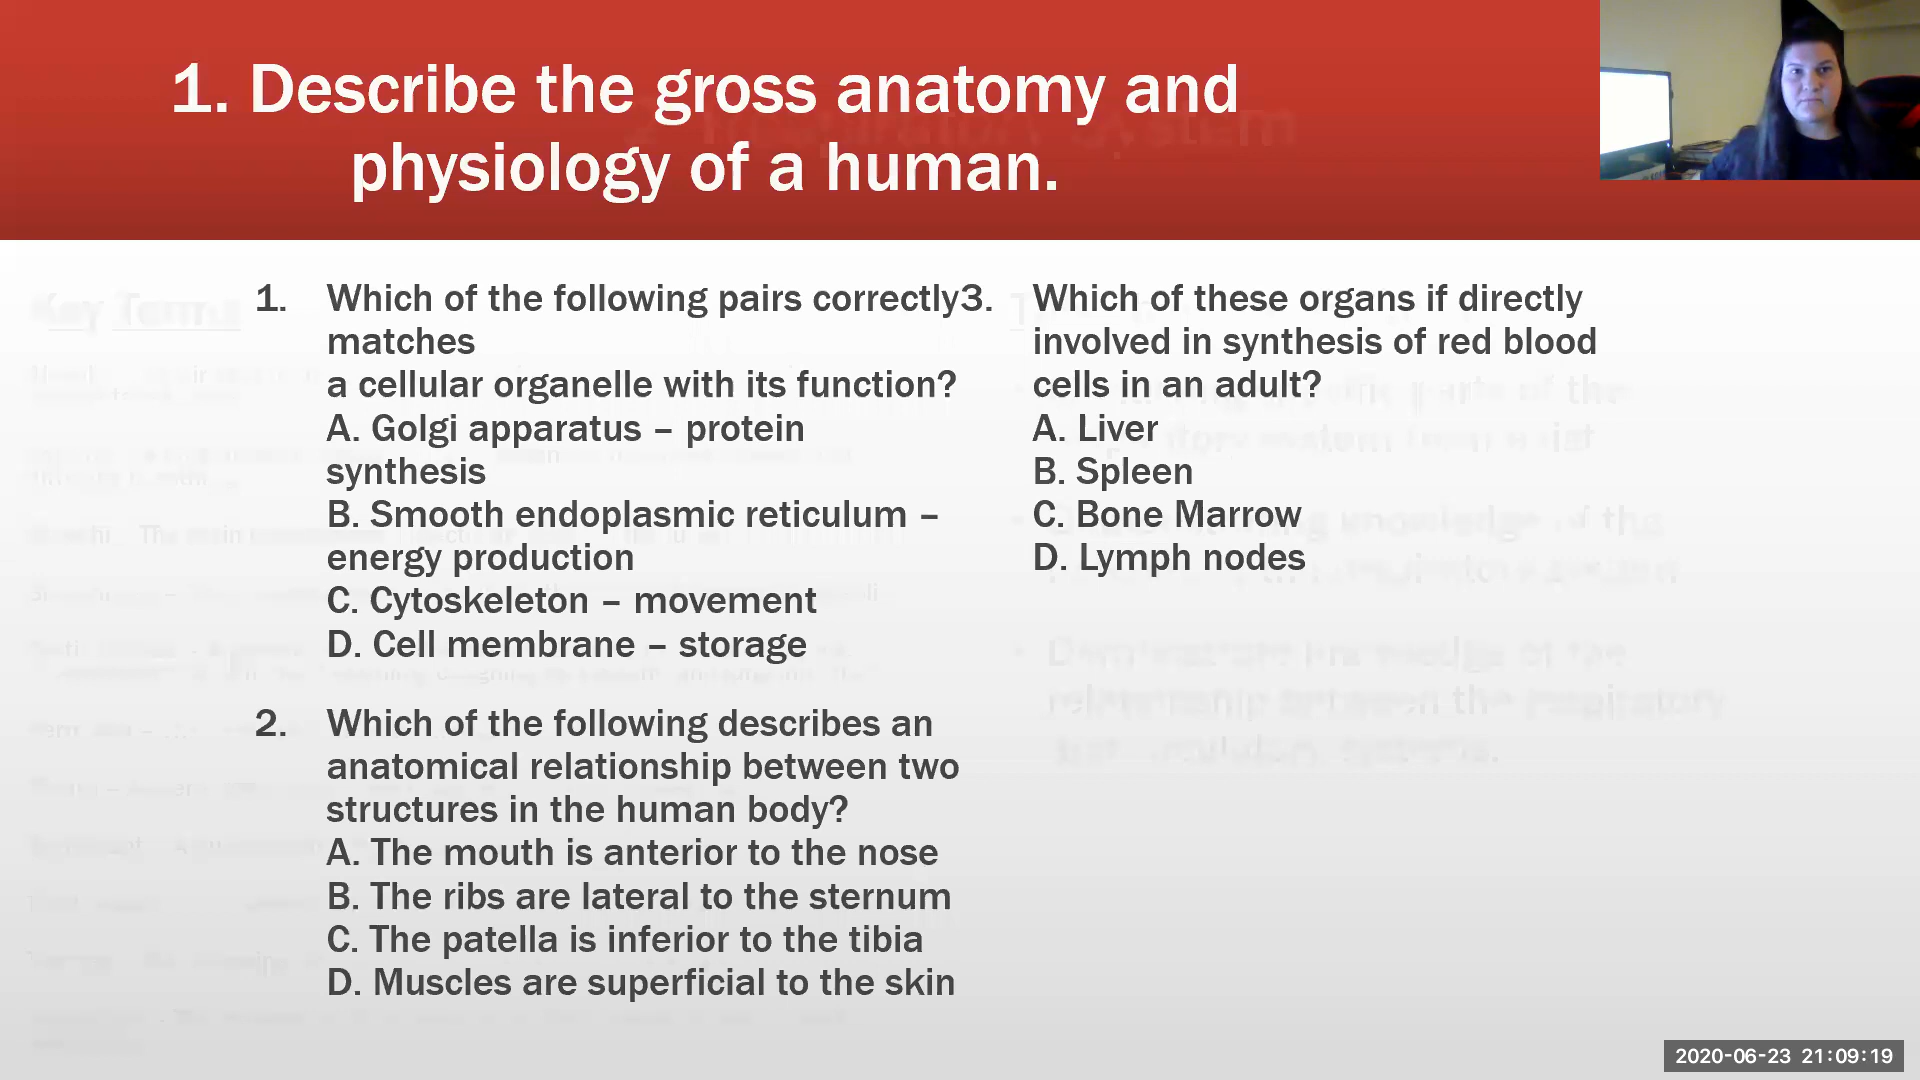 1. Describe the gross anatomy and
physiology of a human.
1. Which of the following pairs correctly
matches
a cellular organelle with its function?
A. Golgi apparatus – protein
synthesis
B. Smooth endoplasmic reticulum –
energy production
C. Cytoskeleton – movement
D. Cell membrane – storage
2. Which of the following describes an
anatomical relationship between two
structures in the human body?
A. The mouth is anterior to the nose
B. The ribs are lateral to the sternum
C. The patella is inferior to the tibia
D. Muscles are superficial to the skin
3. Which of these organs if directly
involved in synthesis of red blood
cells in an adult?
A. Liver
B. Spleen
C. Bone Marrow
D. Lymph nodes
Key Terms
2020-06-23 21:09:19